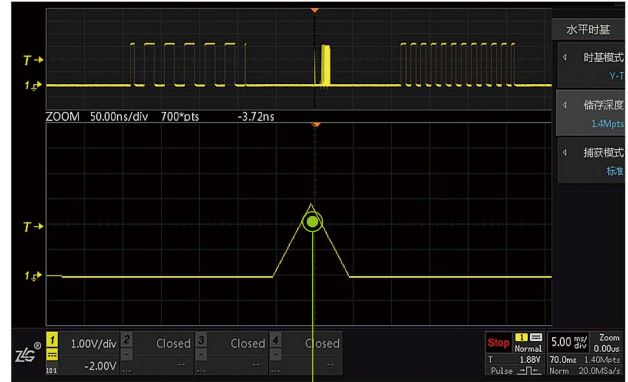 水平时基
T
时基模式
Y-T
1
ZOOM 50.00ns/div 700*pts -3.72ns
储存深度
1.4Mpts
捕获模式
标准
T
1
ZLG®
1 1.00V/div 2 Closed 3 Closed 4 Closed
-2.00V -- -- --
Stop 1 Normal 5.00 ms/div Zoom 0.00us
T 1.88V 70.0ms 1.40Mpts
Pulse Norm 20.0MSa/s